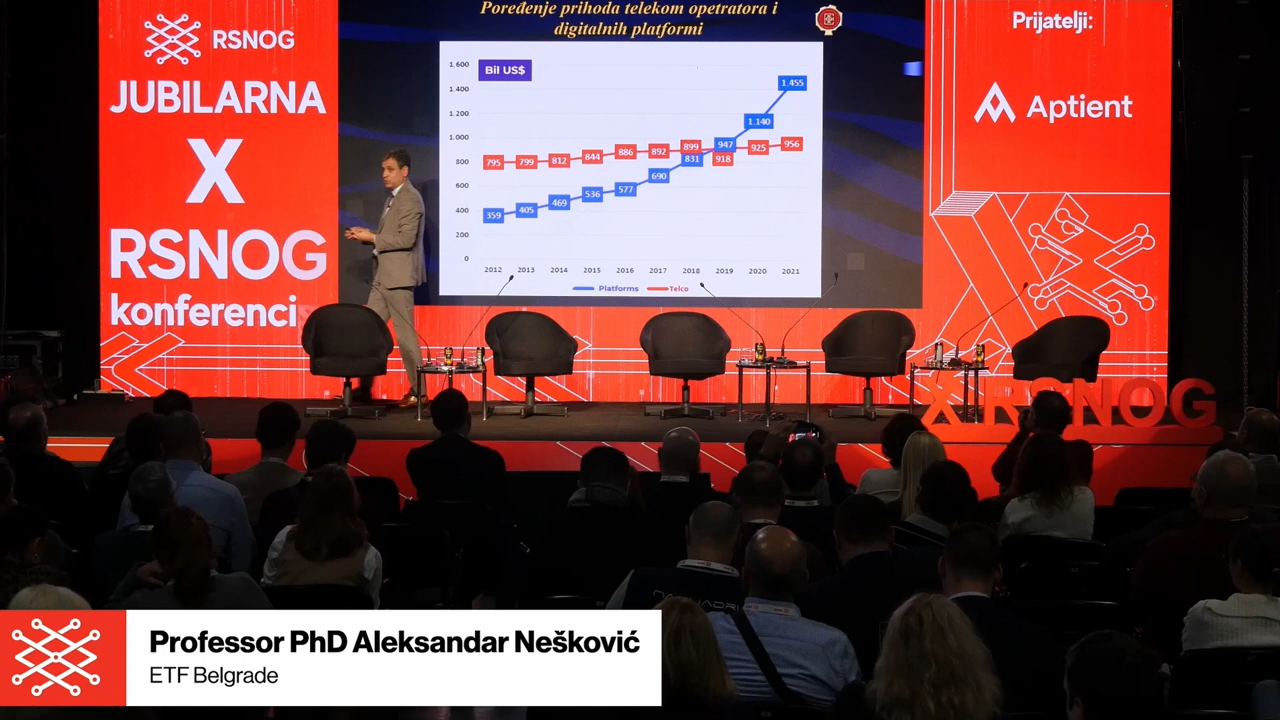 RSNOG
JUBILARNA
X
RSNOG
konferenci
Poređenje prihoda telekom opetratora i
digitalnih platformi
Bil US$
1.600
1.400
1.200
1.000
800
600
400
200
0
795
799
812
844
886
892
899
918
925
956
359
405
469
536
577
690
831
947
1.140
1.455
2012
2013
2014
2015
2016
2017
2018
2019
2020
2021
Platforms
Telco
Prijatelji:
Aptient
X RSNOG
Professor PhD Aleksandar Nešković
ETF Belgrade